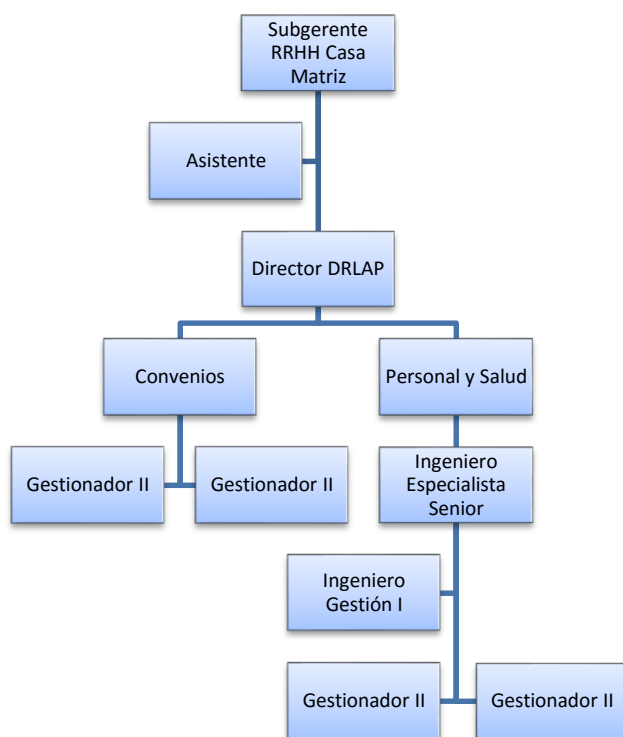 Subgerente
RRHH Casa
Matriz
Asistente
Director DRLAP
Convenios
Personal y Salud
Gestionador II
Gestionador II
Ingeniero
Especialista
Senior
Ingeniero
Gestión I
Gestionador II
Gestionador II